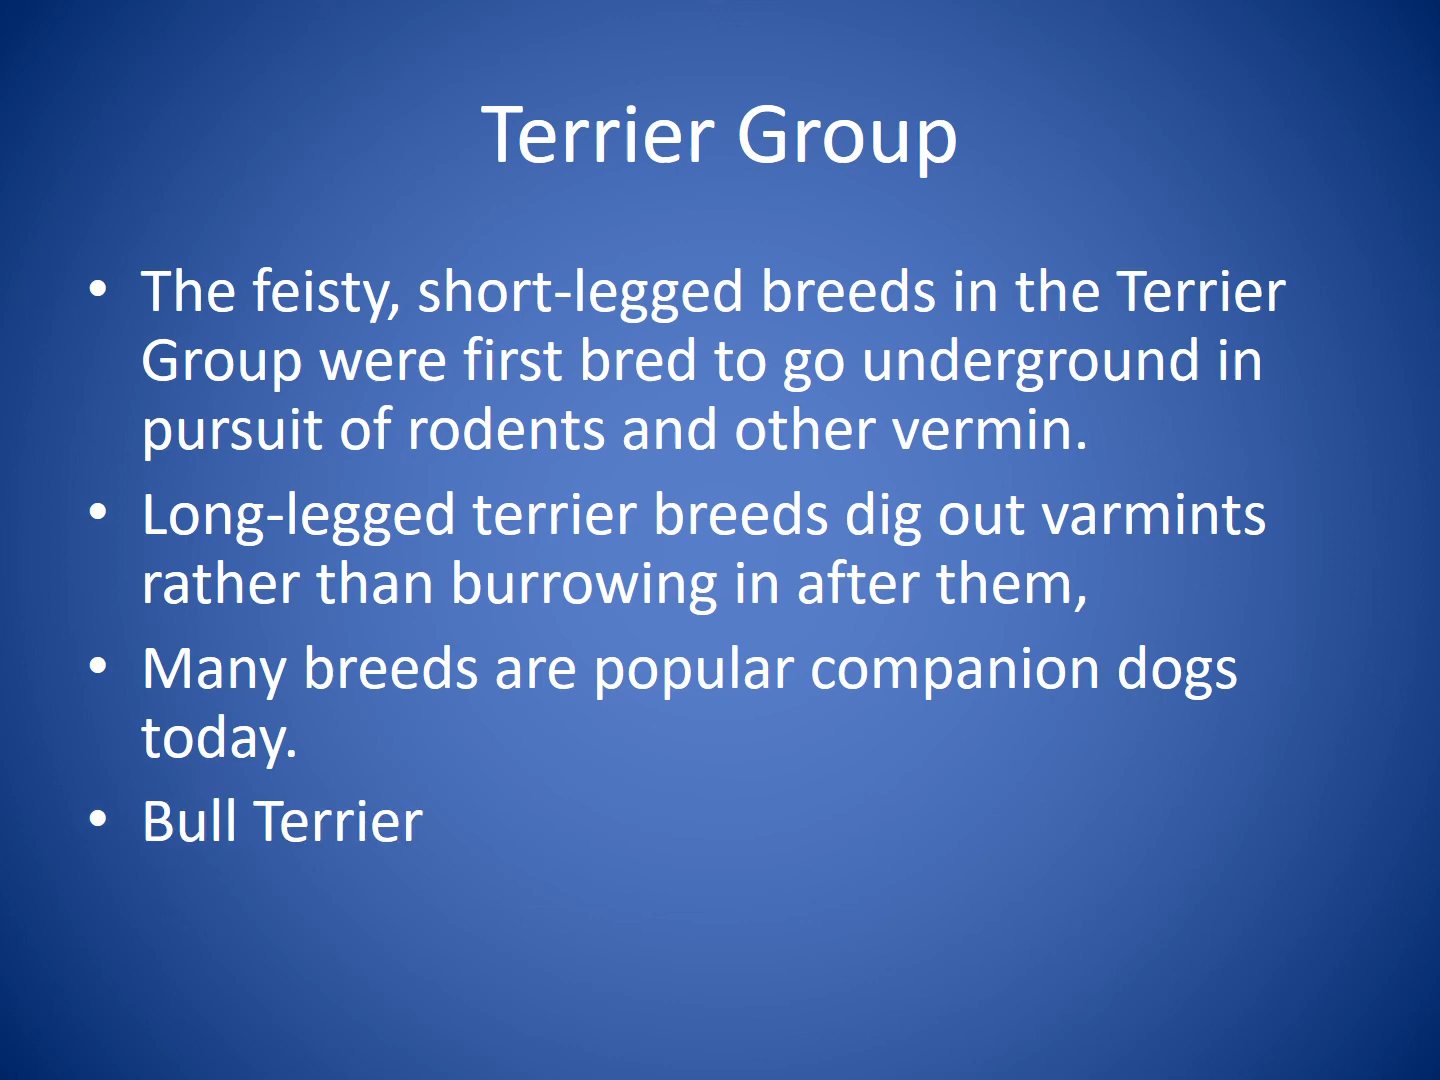 Terrier Group
• The feisty, short-legged breeds in the Terrier
Group were first bred to go underground in
pursuit of rodents and other vermin.
• Long-legged terrier breeds dig out varmints
rather than burrowing in after them,
• Many breeds are popular companion dogs
today.
• Bull Terrier